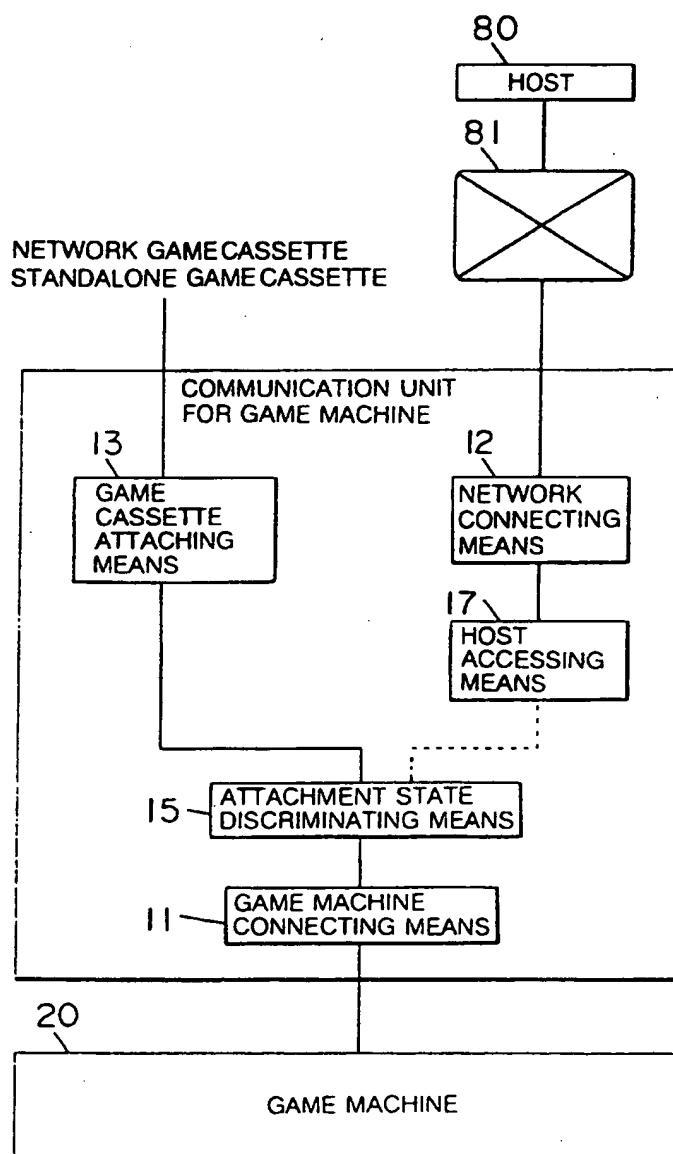 80
HOST
81
NETWORK GAME CASSETTE
STANDALONE GAME CASSETTE
COMMUNICATION UNIT
FOR GAME MACHINE
13
GAME
CASSETTE
ATTACHING
MEANS
12
NETWORK
CONNECTING
MEANS
17
HOST
ACCESSING
MEANS
15
ATTACHMENT STATE
DISCRIMINATING MEANS
11
GAME MACHINE
CONNECTING MEANS
20
GAME MACHINE